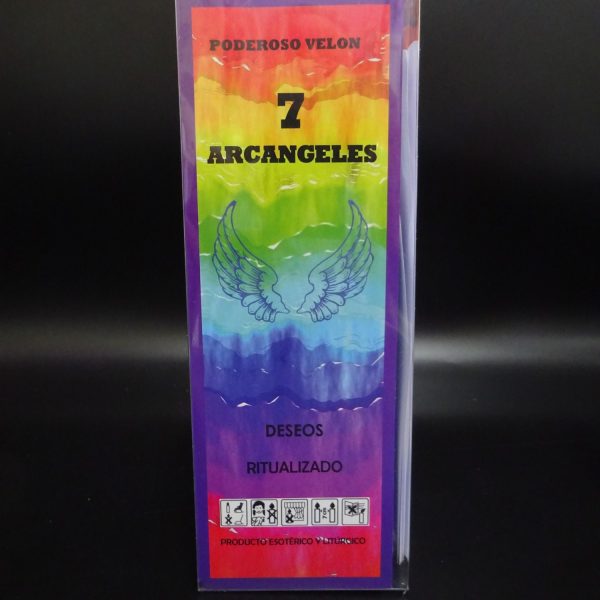 PODEROSO VELON
7
ARCANGELES
DESEOS
RITUALIZADO
PRODUCTO ESOTÉRICO Y LITÚRGICO